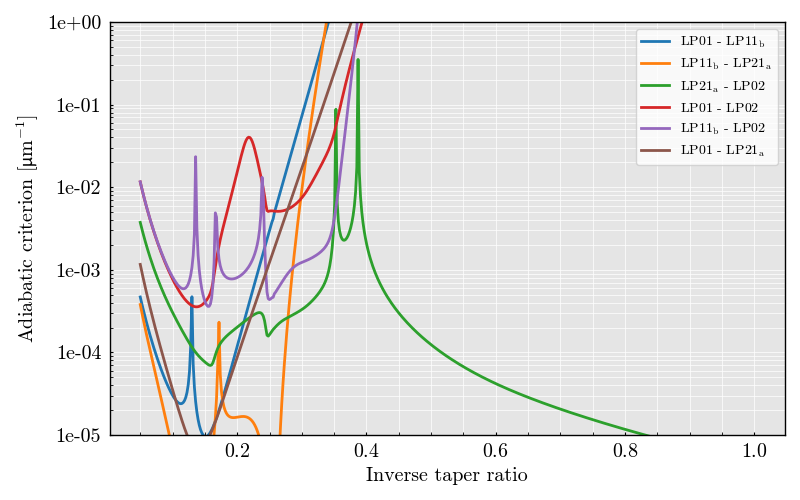 1e+00
1e-01
1e-02
1e-03
1e-04
1e-05
Adiabatic criterion [µm⁻¹]
0.2 0.4 0.6 0.8 1.0
Inverse taper ratio
LP01 - LP11b
LP11b - LP21a
LP21a - LP02
LP01 - LP02
LP11b - LP02
LP01 - LP21a